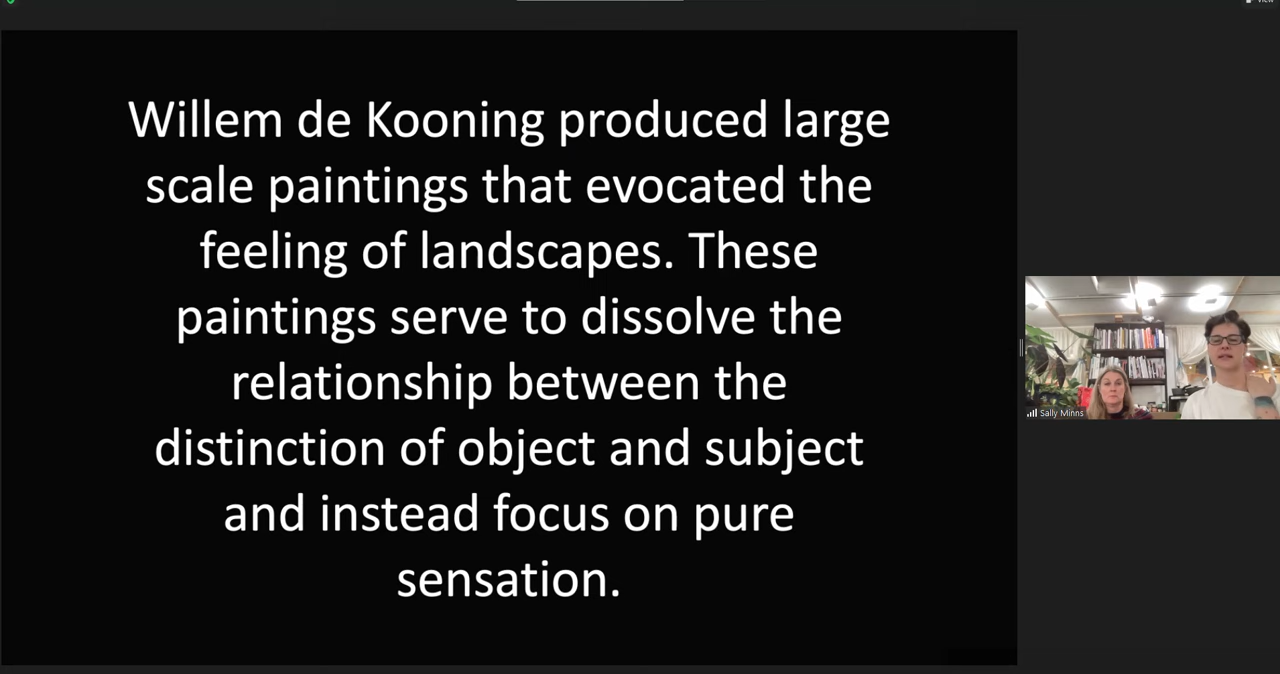 Willem de Kooning produced large
scale paintings that evocated the
feeling of landscapes. These
paintings serve to dissolve the
relationship between the
distinction of object and subject
and instead focus on pure
sensation.
Sally Minns